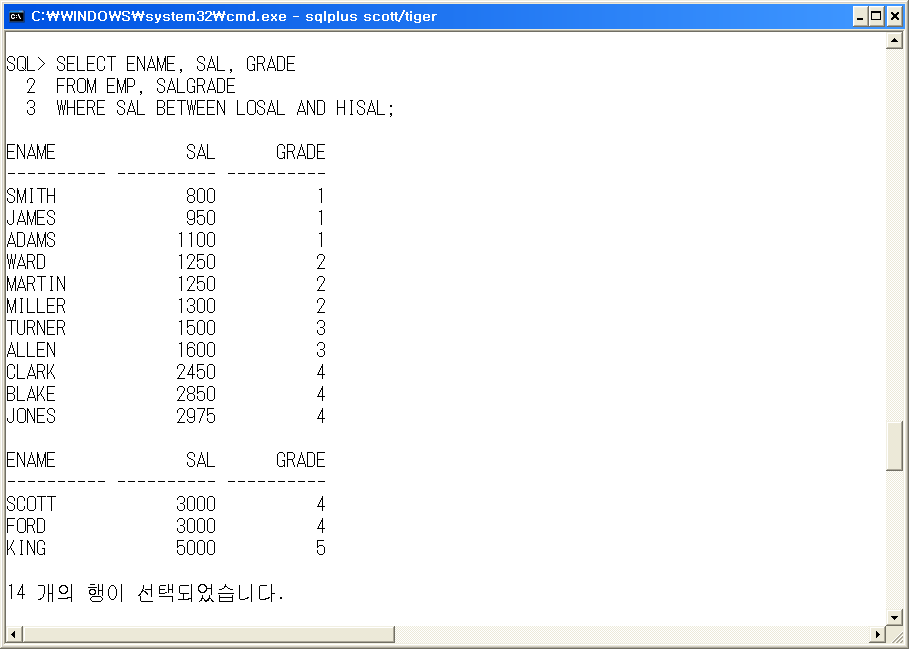 C:₩WINDOWS₩system32₩cmd.exe - sqlplus scott/tiger
SQL> SELECT ENAME, SAL, GRADE
  2  FROM EMP, SALGRADE
  3  WHERE SAL BETWEEN LOSAL AND HISAL;
ENAME             SAL      GRADE
---------- ---------- ----------
SMITH             800          1
JAMES             950          1
ADAMS            1100          1
WARD             1250          2
MARTIN           1250          2
MILLER           1300          2
TURNER           1500          3
ALLEN            1600          3
CLARK            2450          4
BLAKE            2850          4
JONES            2975          4
ENAME             SAL      GRADE
---------- ---------- ----------
SCOTT            3000          4
FORD             3000          4
KING             5000          5
14 개의 행이 선택되었습니다.